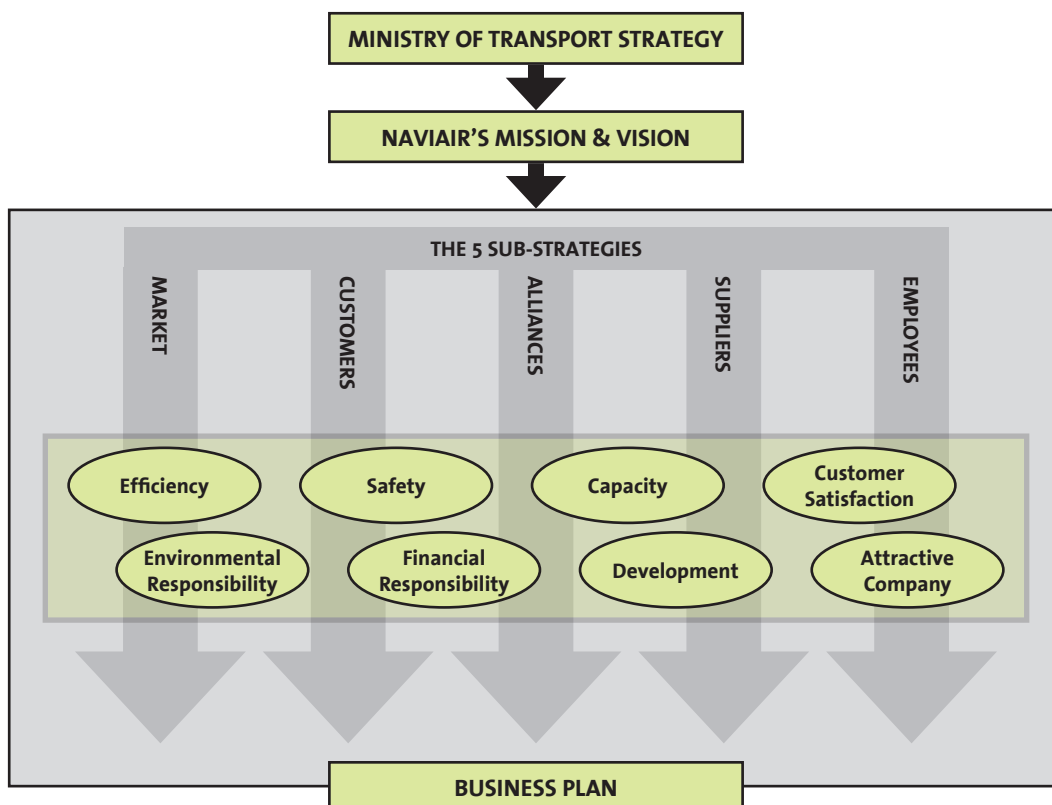 MINISTRY OF TRANSPORT STRATEGY
NAVIAIR’S MISSION & VISION
THE 5 SUB-STRATEGIES
MARKET
CUSTOMERS
ALLIANCES
SUPPLIERS
EMPLOYEES
Efficiency
Safety
Capacity
Customer
Satisfaction
Environmental
Responsibility
Financial
Responsibility
Development
Attractive
Company
BUSINESS PLAN